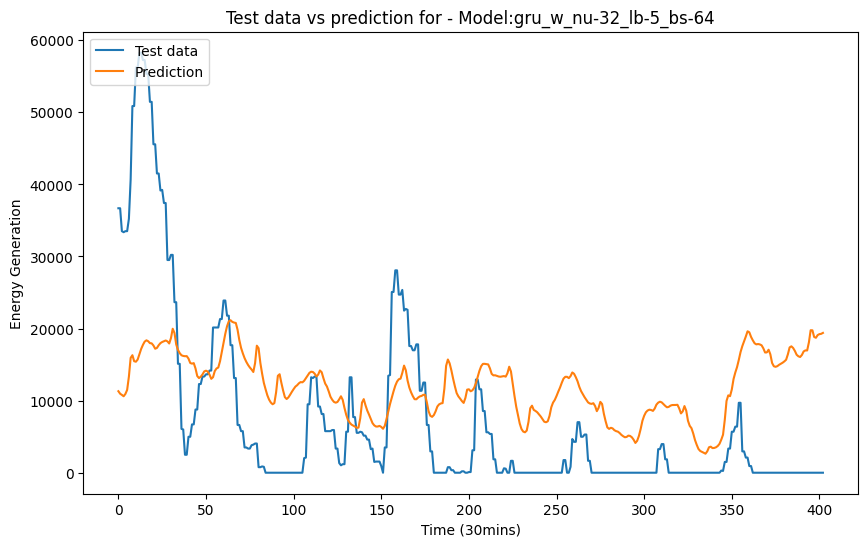 Test data vs prediction for - Model:gru_w_nu-32_lb-5_bs-64
Test data
Prediction
60000
50000
40000
30000
20000
10000
0
Energy Generation
0 50 100 150 200 250 300 350 400
Time (30mins)